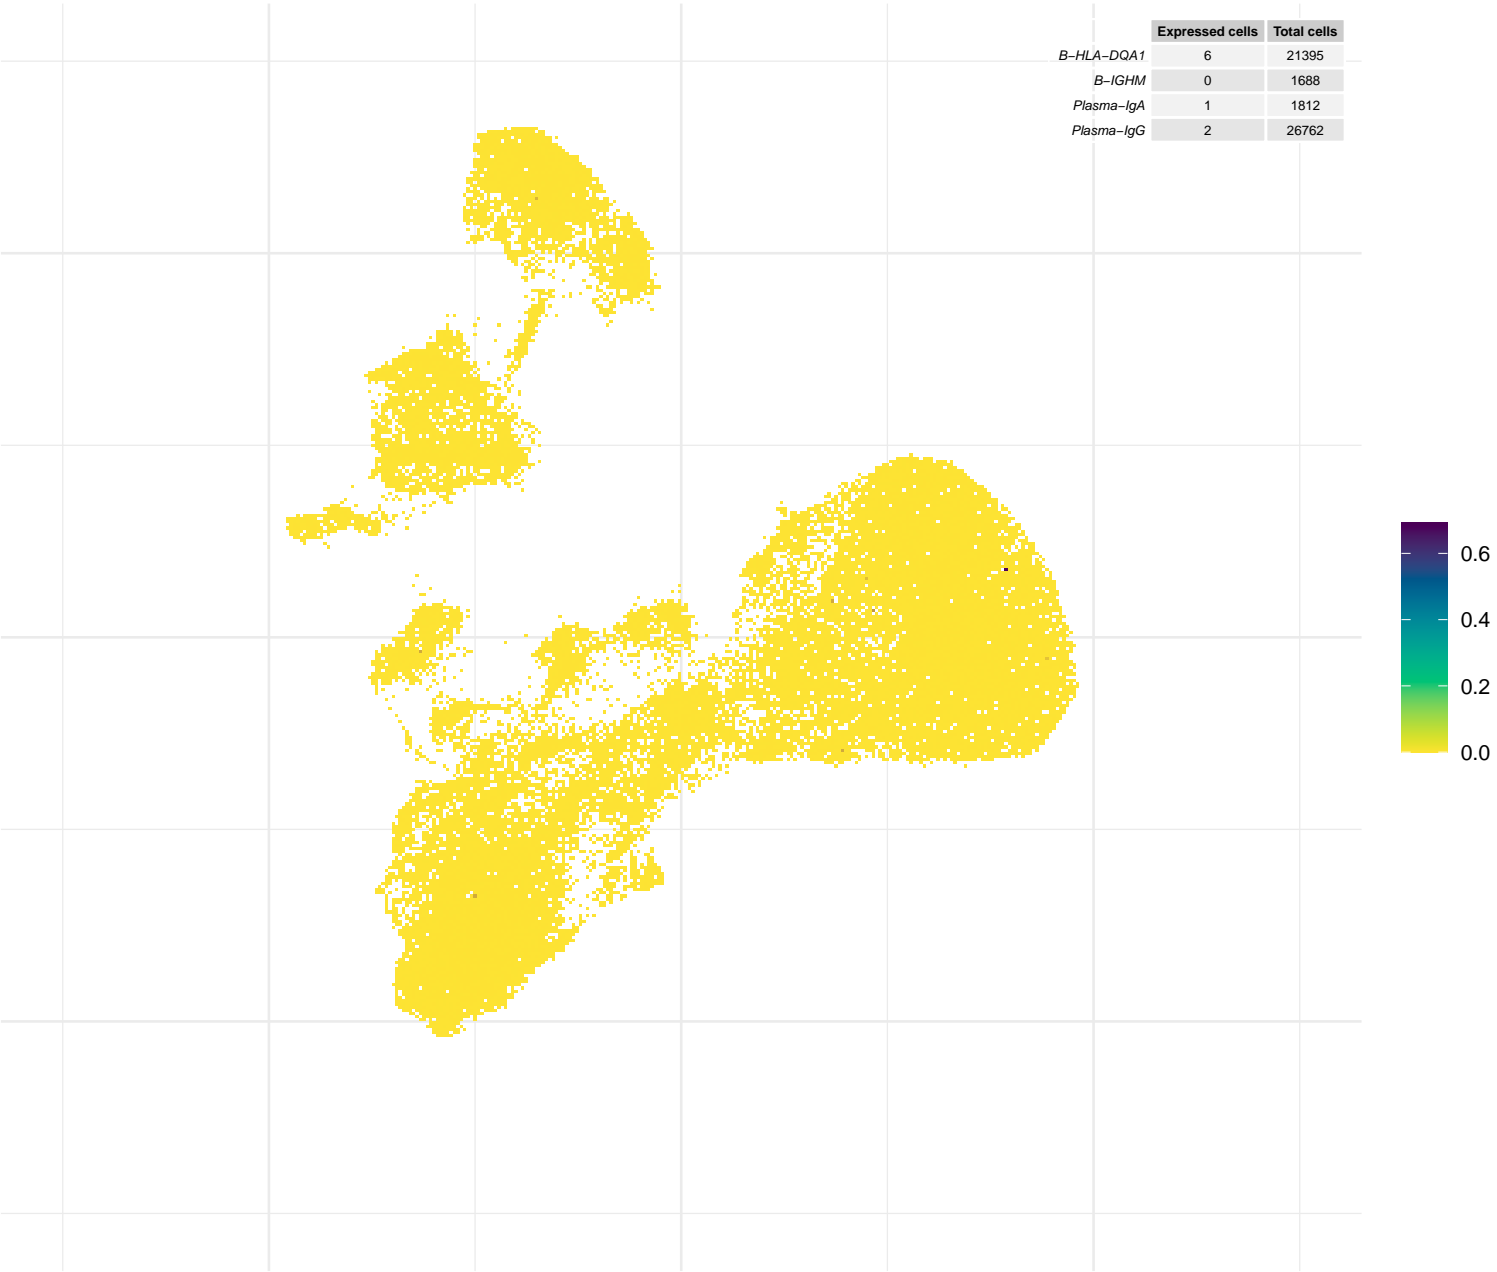 Expressed cells Total cells
B−HLA−DQA1 6 21395
B−IGHM 0 1688
Plasma−IgA 1 1812
Plasma−IgG 2 26762
0.6
0.4
0.2
0.0